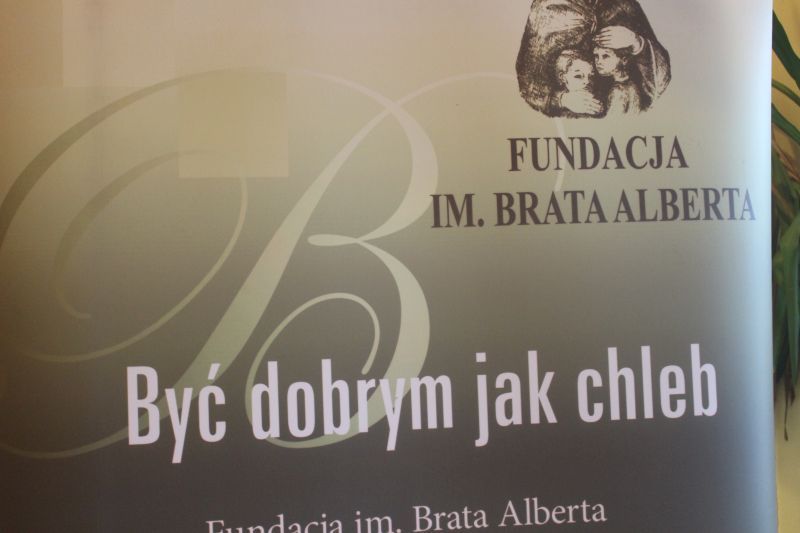 FUNDACJA
IM. BRATA ALBERTA
B
Być dobrym jak chleb
Fundacja im. Brata Alberta